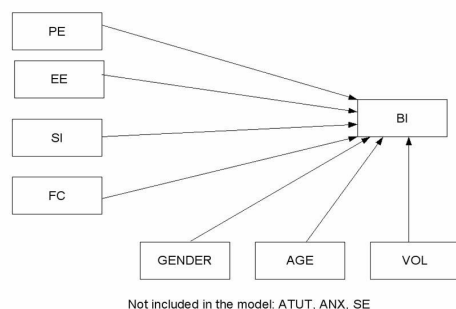 PE
EE
BI
SI
FC
GENDER AGE VOL
Not included in the model: ATUT, ANX, SE